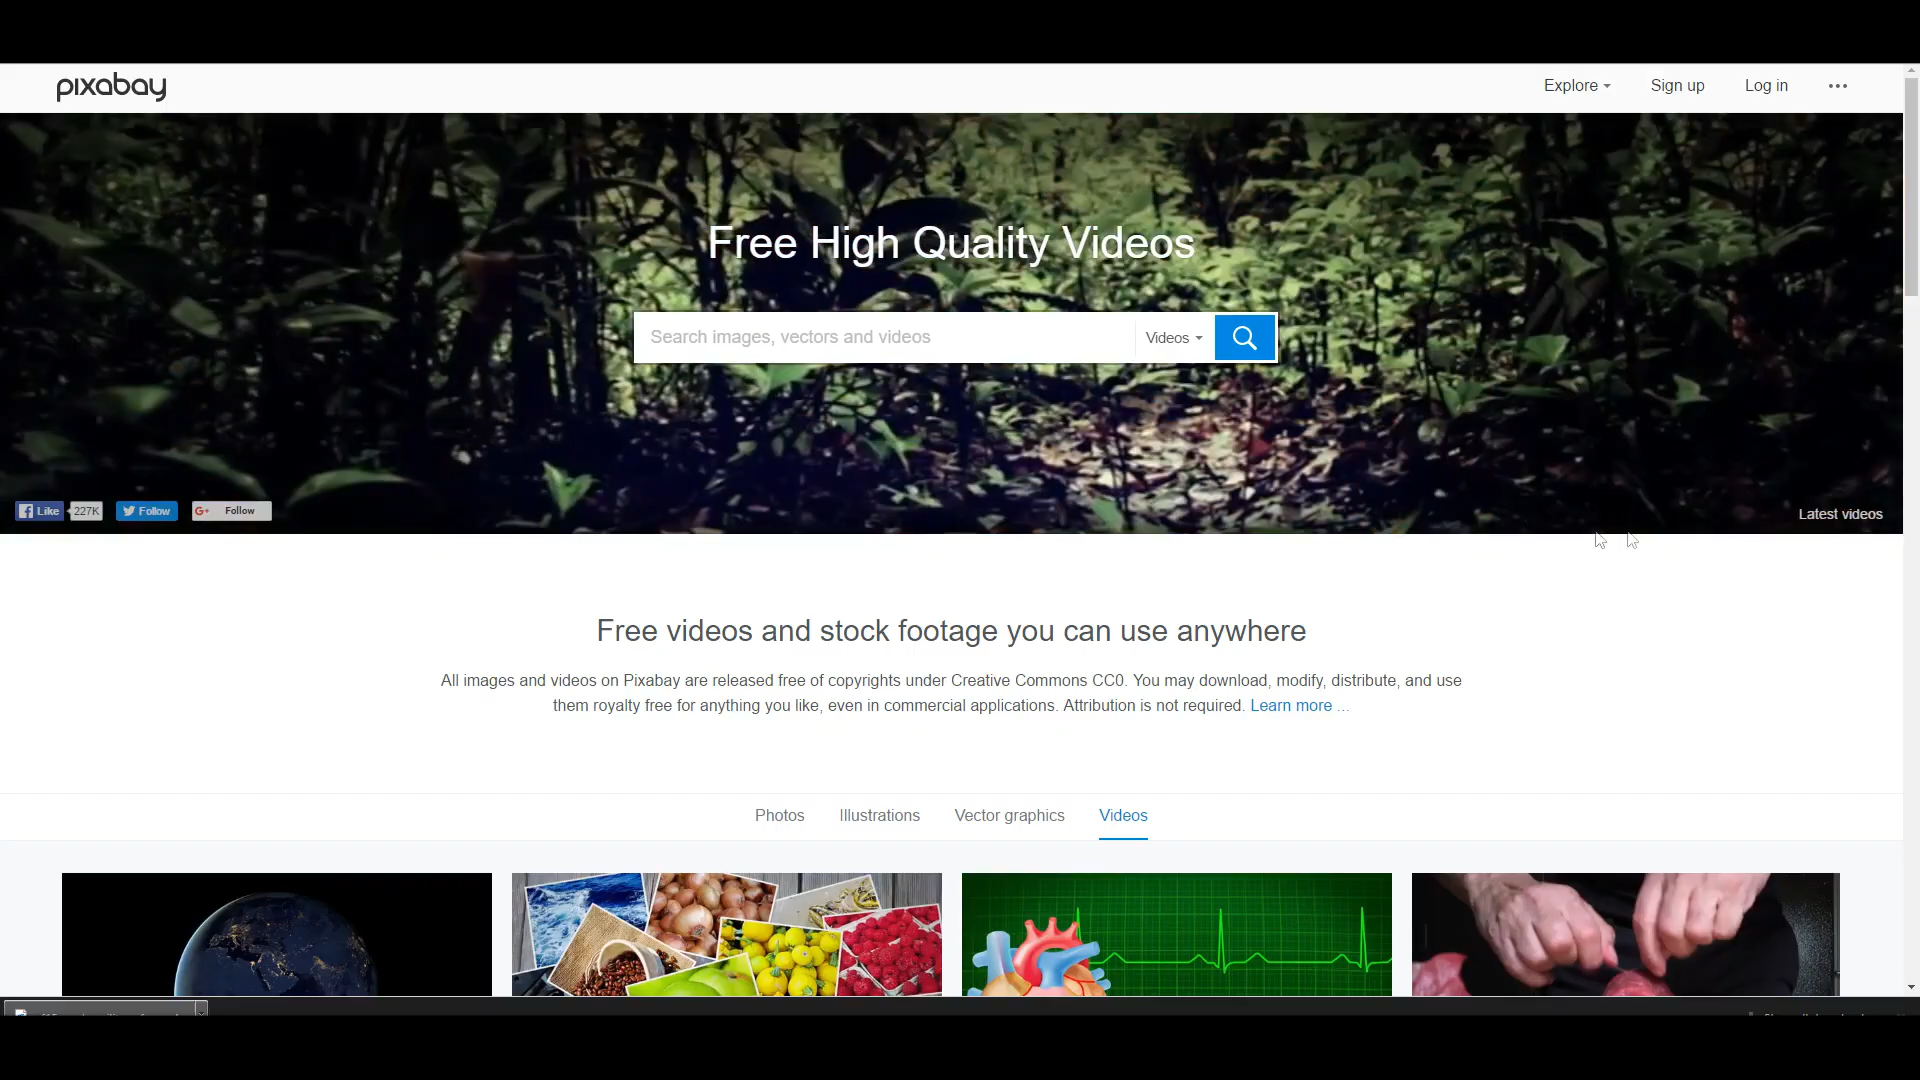 pixabay
Explore
Sign up
Log in
Free High Quality Videos
Search images, vectors and videos
Videos
Like
227K
Follow
G+ Follow
Latest videos
Free videos and stock footage you can use anywhere
All images and videos on Pixabay are released free of copyrights under Creative Commons CC0. You may download, modify, distribute, and use
them royalty free for anything you like, even in commercial applications. Attribution is not required. Learn more ...
Photos
Illustrations
Vector graphics
Videos